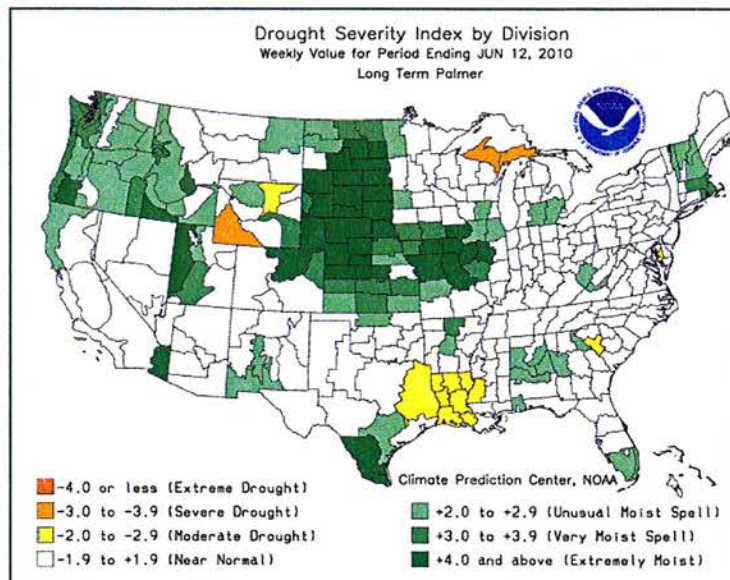 Drought Severity Index by Division
Weekly Value for Period Ending JUN 12, 2010
Long Term Palmer
NOAA
Climate Prediction Center, NOAA
-4.0 or less (Extreme Drought)
-3.0 to -3.9 (Severe Drought)
-2.0 to -2.9 (Moderate Drought)
-1.9 to +1.9 (Near Normal)
+2.0 to +2.9 (Unusual Moist Spell)
+3.0 to +3.9 (Very Moist Spell)
+4.0 and above (Extremely Moist)